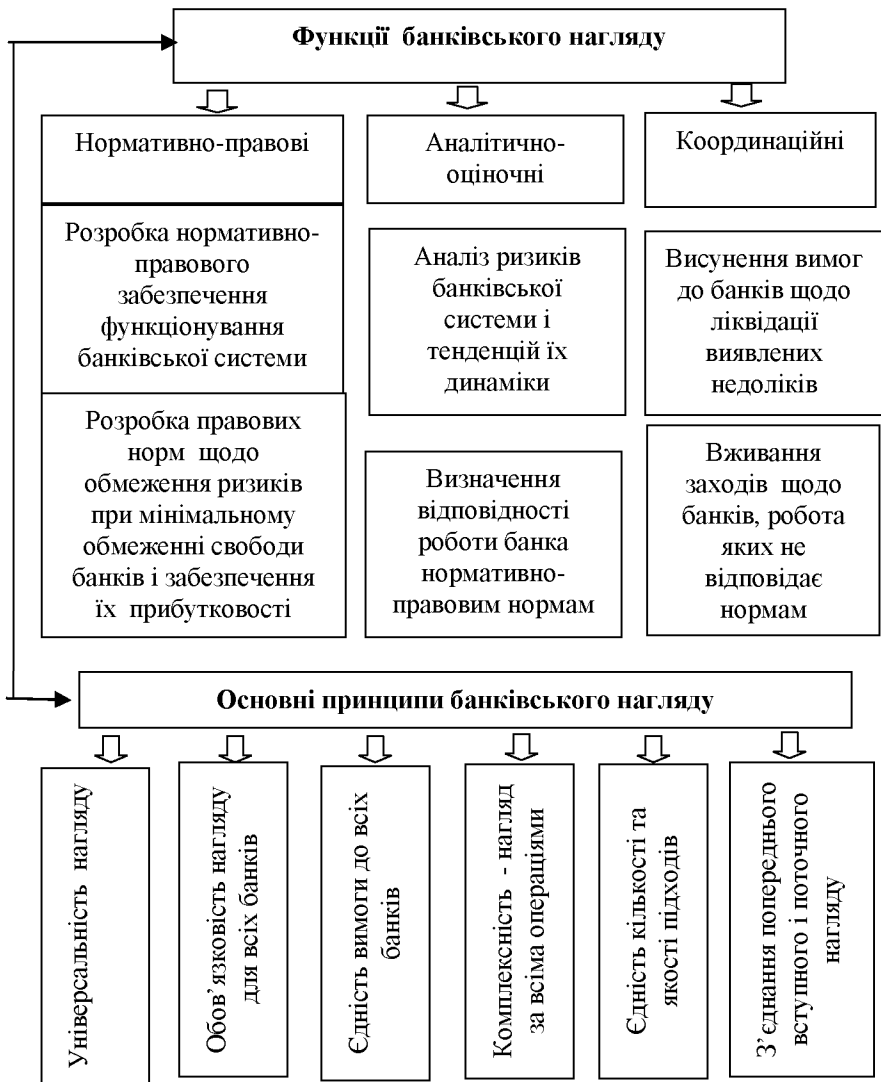 Функції банківського нагляду
Нормативно-правові
Аналітично-
оціночні
Координаційні
Розробка нормативно-
правового
забезпечення
функціонування
банківської системи
Аналіз ризиків
банківської
системи і
тенденцій їх
динаміки
Висунення вимог
до банків щодо
ліквідації
виявлених
недоліків
Розробка правових
норм щодо
обмеження ризиків
при мінімальному
обмеженні свободи
банків і забезпечення
їх прибутковості
Визначення
відповідності
роботи банка
нормативно-
правовим нормам
Вживання
заходів щодо
банків, робота
яких не
відповідає
нормам
Основні принципи банківського нагляду
Універсальність нагляду
Обов’язковість нагляду
для всіх банків
Єдність вимоги до всіх
банків
Комплексність - нагляд
за всіма операціями
Єдність кількості та
якості підходів
З’єднання попереднього
вступного і поточного
нагляду